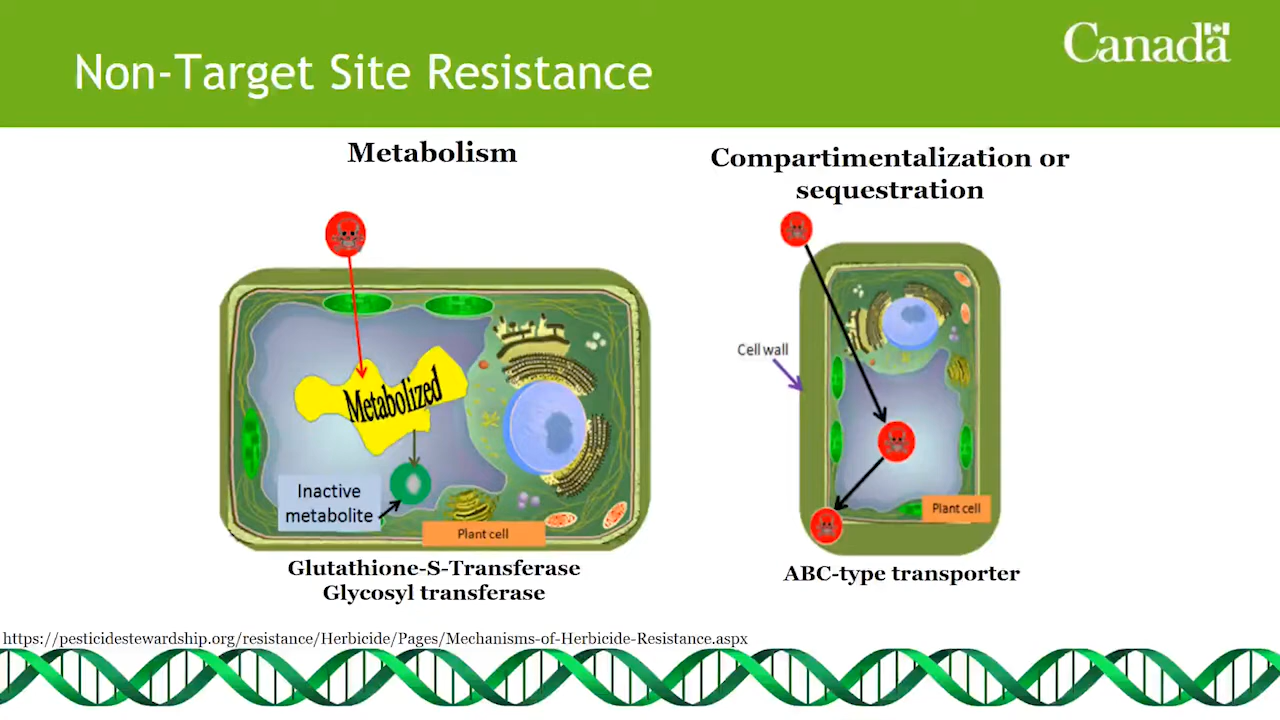 Non-Target Site Resistance
Canada
Metabolism
Metabolized
Inactive
metabolite
Plant cell
Glutathione-S-Transferase
Glycosyl transferase
Compartimentalization or
sequestration
Cell wall
Plant cell
ABC-type transporter
https://pesticidestewardship.org/resistance/Herbicide/Pages/Mechanisms-of-Herbicide-Resistance.aspx